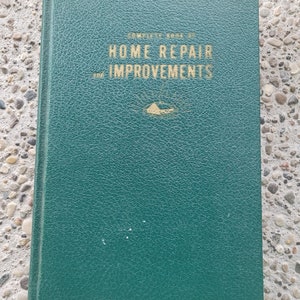 COMPLETE BOOK OF
HOME REPAIR
and IMPROVEMENTS